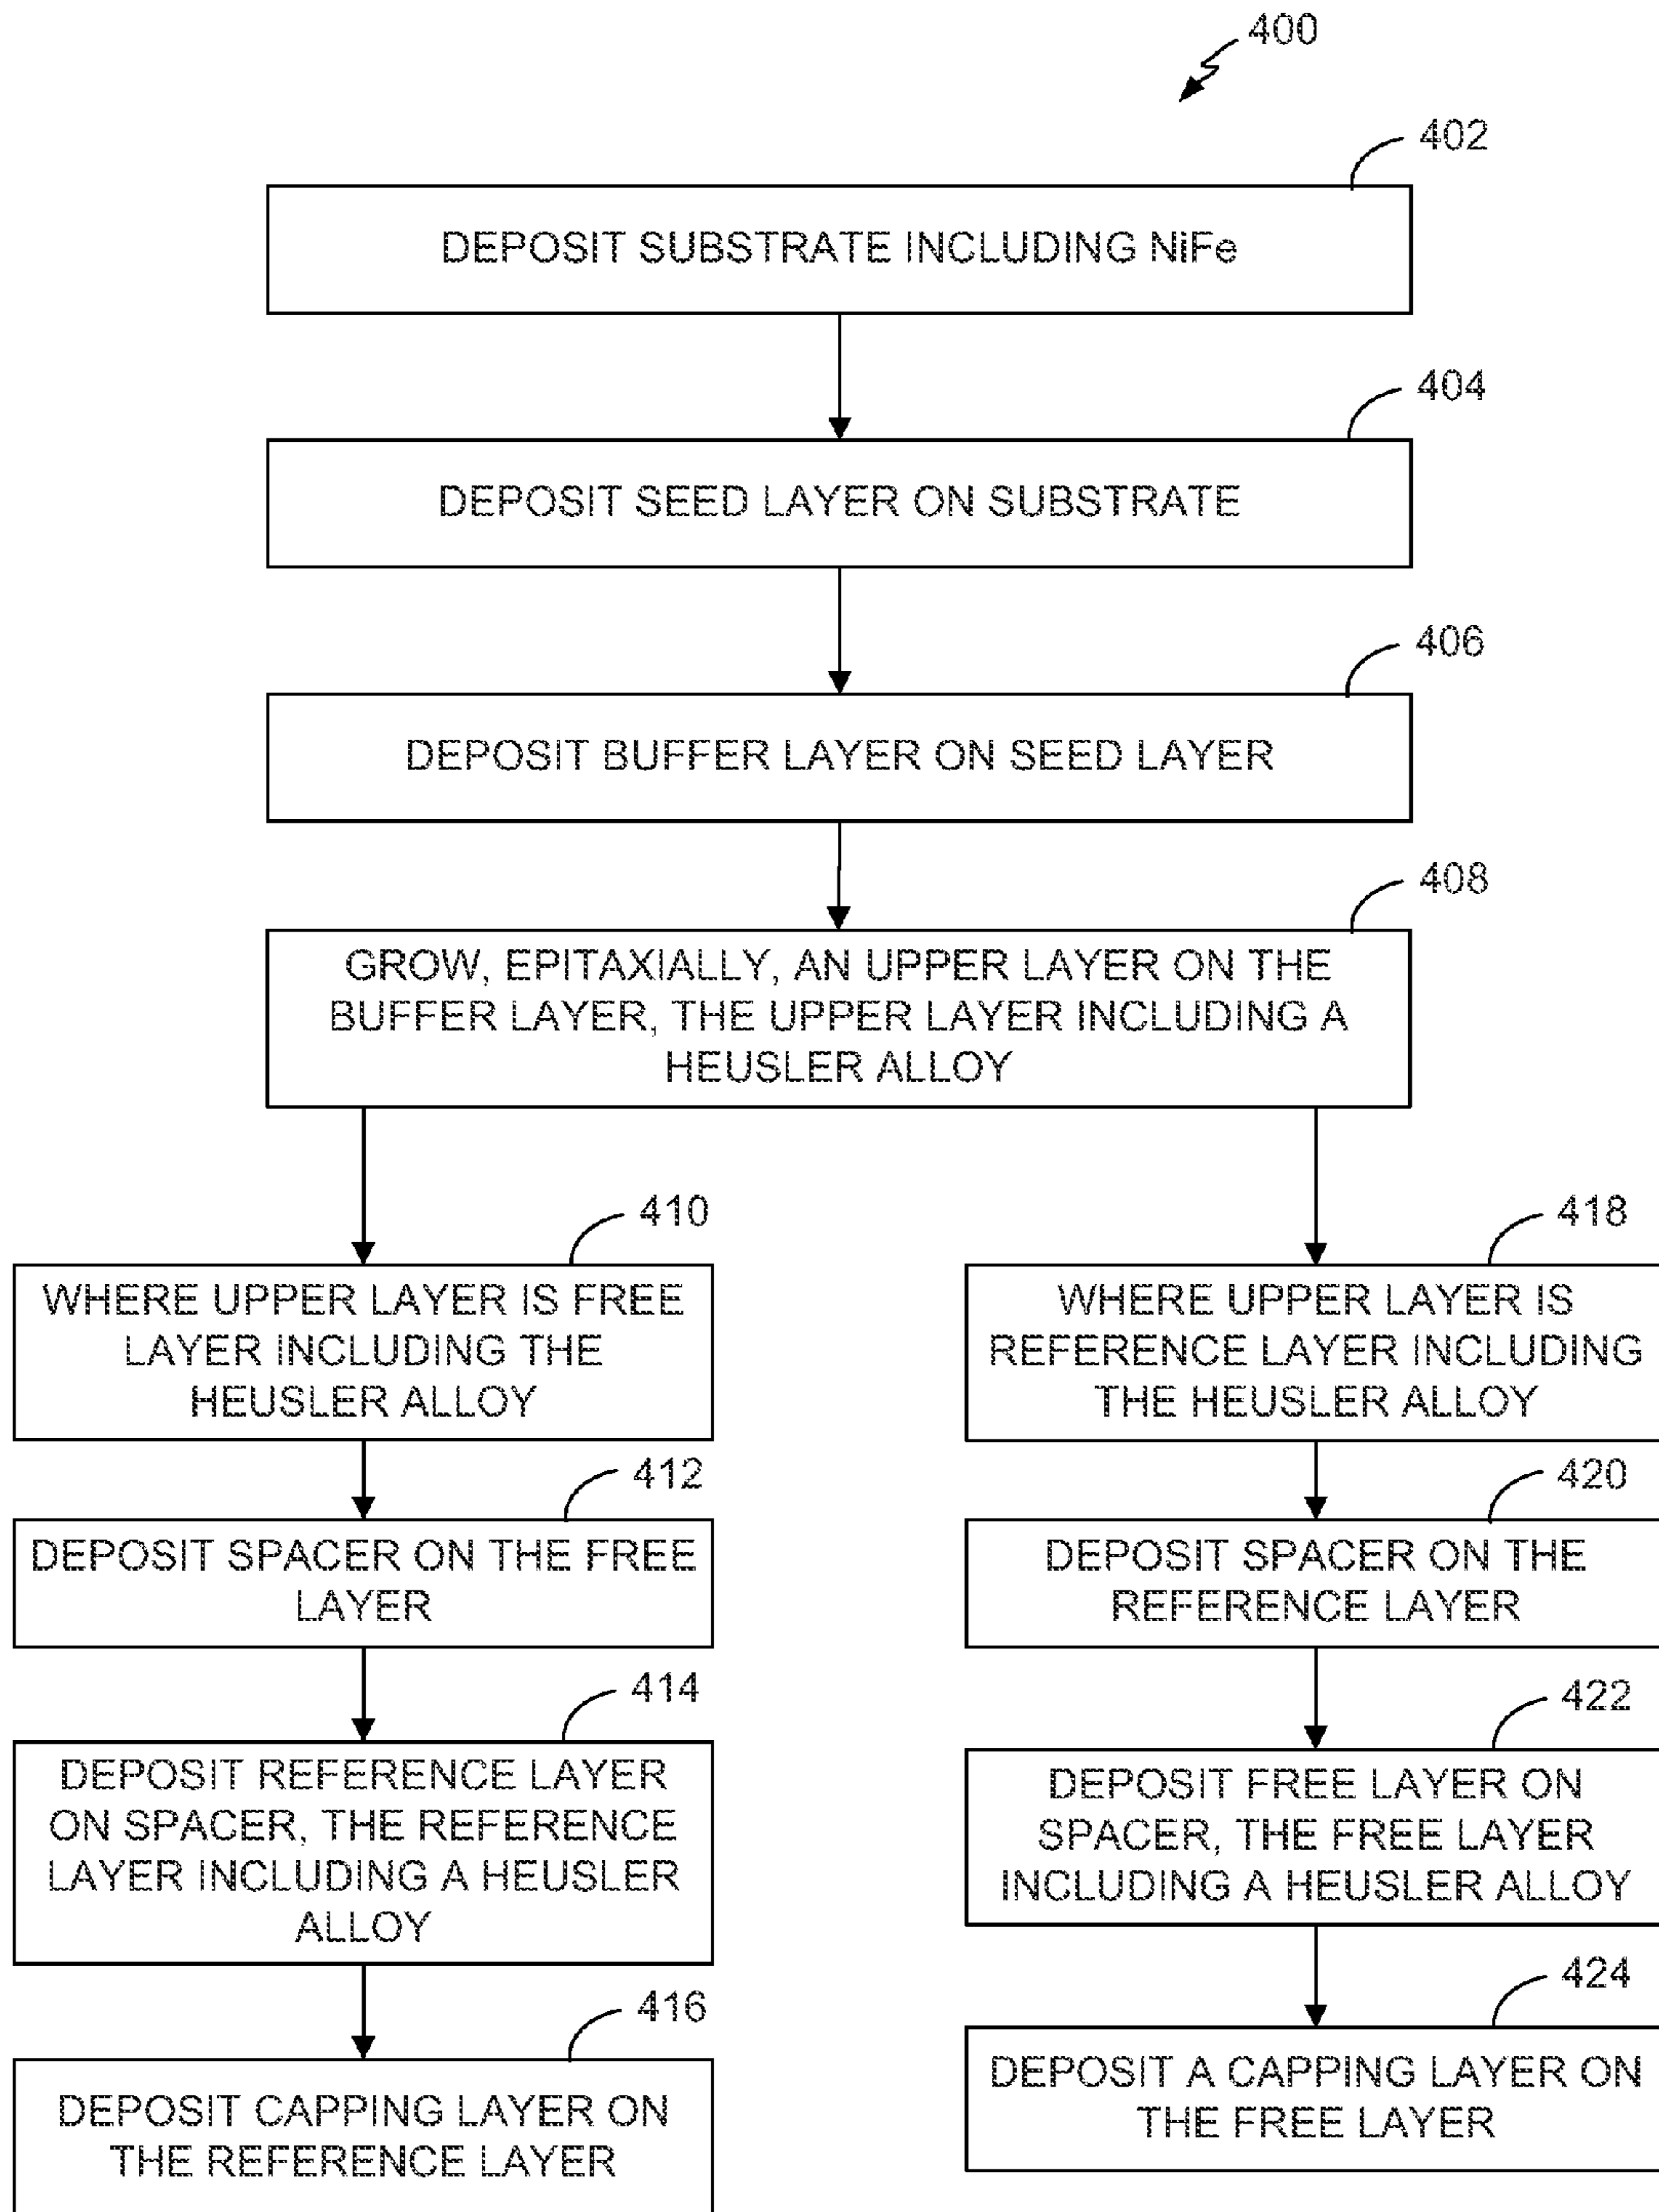 400
402
DEPOSIT SUBSTRATE INCLUDING NiFe
404
DEPOSIT SEED LAYER ON SUBSTRATE
406
DEPOSIT BUFFER LAYER ON SEED LAYER
408
GROW, EPITAXIALLY, AN UPPER LAYER ON THE
BUFFER LAYER, THE UPPER LAYER INCLUDING A
HEUSLER ALLOY
410
WHERE UPPER LAYER IS FREE
LAYER INCLUDING THE
HEUSLER ALLOY
412
DEPOSIT SPACER ON THE FREE
LAYER
414
DEPOSIT REFERENCE LAYER
ON SPACER, THE REFERENCE
LAYER INCLUDING A HEUSLER
ALLOY
416
DEPOSIT CAPPING LAYER ON
THE REFERENCE LAYER
418
WHERE UPPER LAYER IS
REFERENCE LAYER INCLUDING
THE HEUSLER ALLOY
420
DEPOSIT SPACER ON THE
REFERENCE LAYER
422
DEPOSIT FREE LAYER ON
SPACER, THE FREE LAYER
INCLUDING A HEUSLER ALLOY
424
DEPOSIT A CAPPING LAYER ON
THE FREE LAYER